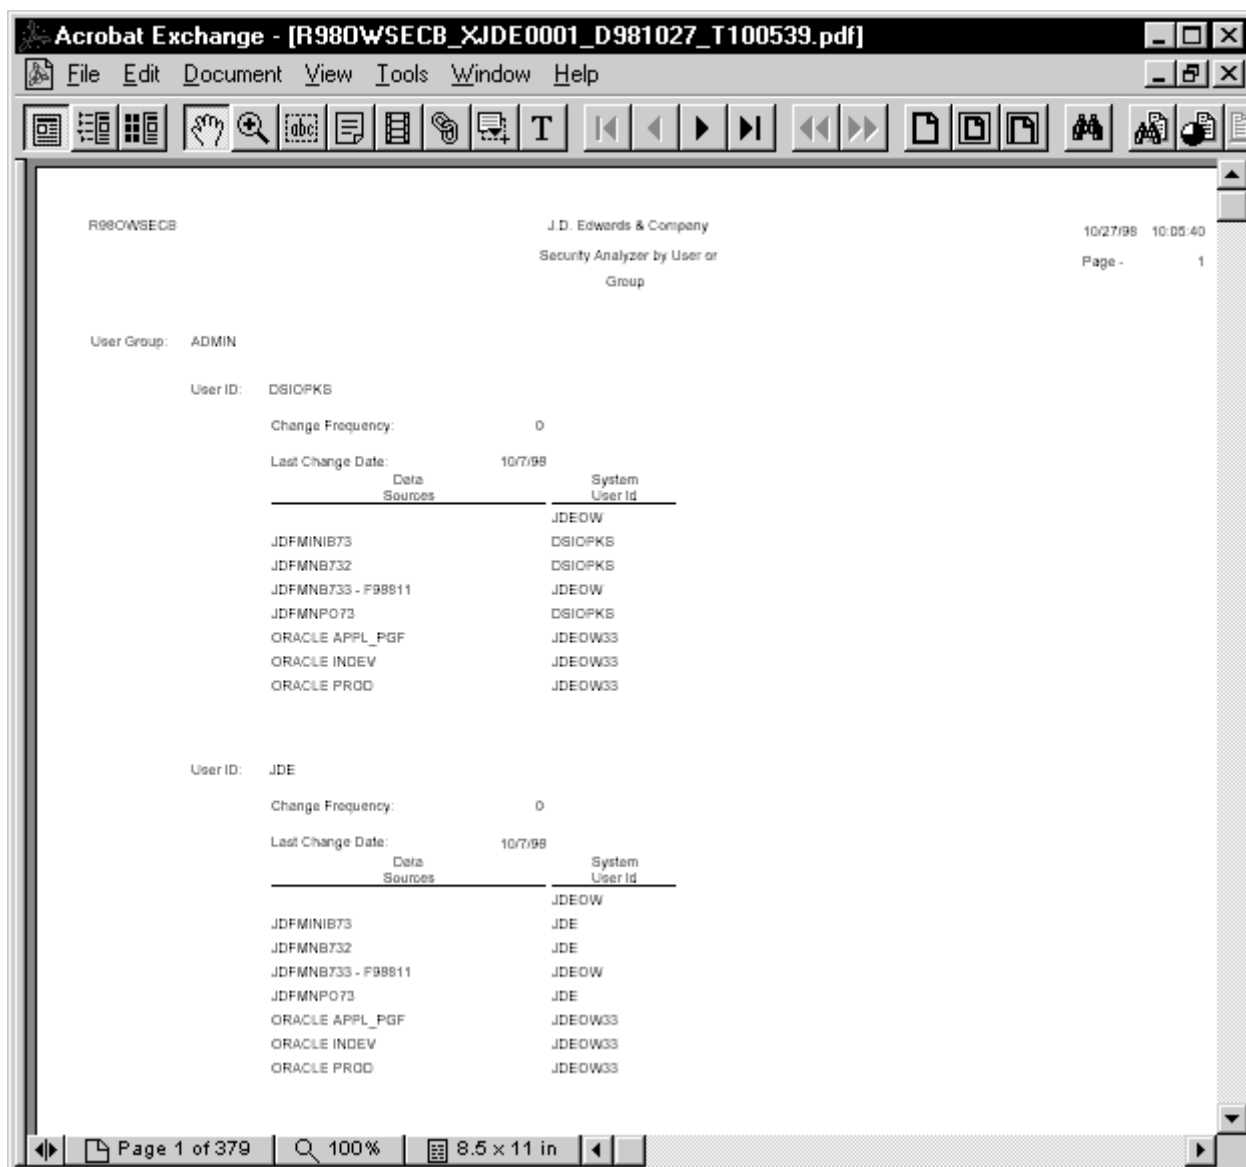 Acrobat Exchange - [R98OWSECB_XJDE0001_D981027_T100539.pdf]
File Edit Document View Tools Window Help
abc T
R98OWSECB J.D. Edwards & Company 10/27/98 10:05:40
Security Analyzer by User or Page - 1
Group
User Group: ADMIN
User ID: DSIOPKS
Change Frequency: 0
Last Change Date: 10/7/98
Data System
Sources User Id
JDEOW
JDFMINIB73 DSIOPKS
JDFMNB732 DSIOPKS
JDFMNB733 - F98811 JDEOW
JDFMNPO73 DSIOPKS
ORACLE APPL_PGF JDEOW33
ORACLE INDEV JDEOW33
ORACLE PROD JDEOW33
User ID: JDE
Change Frequency: 0
Last Change Date: 10/7/98
Data System
Sources User Id
JDEOW
JDFMINIB73 JDE
JDFMNB732 JDE
JDFMNB733 - F98811 JDEOW
JDFMNPO73 JDE
ORACLE APPL_PGF JDEOW33
ORACLE INDEV JDEOW33
ORACLE PROD JDEOW33
Page 1 of 379 100% 8.5 x 11 in